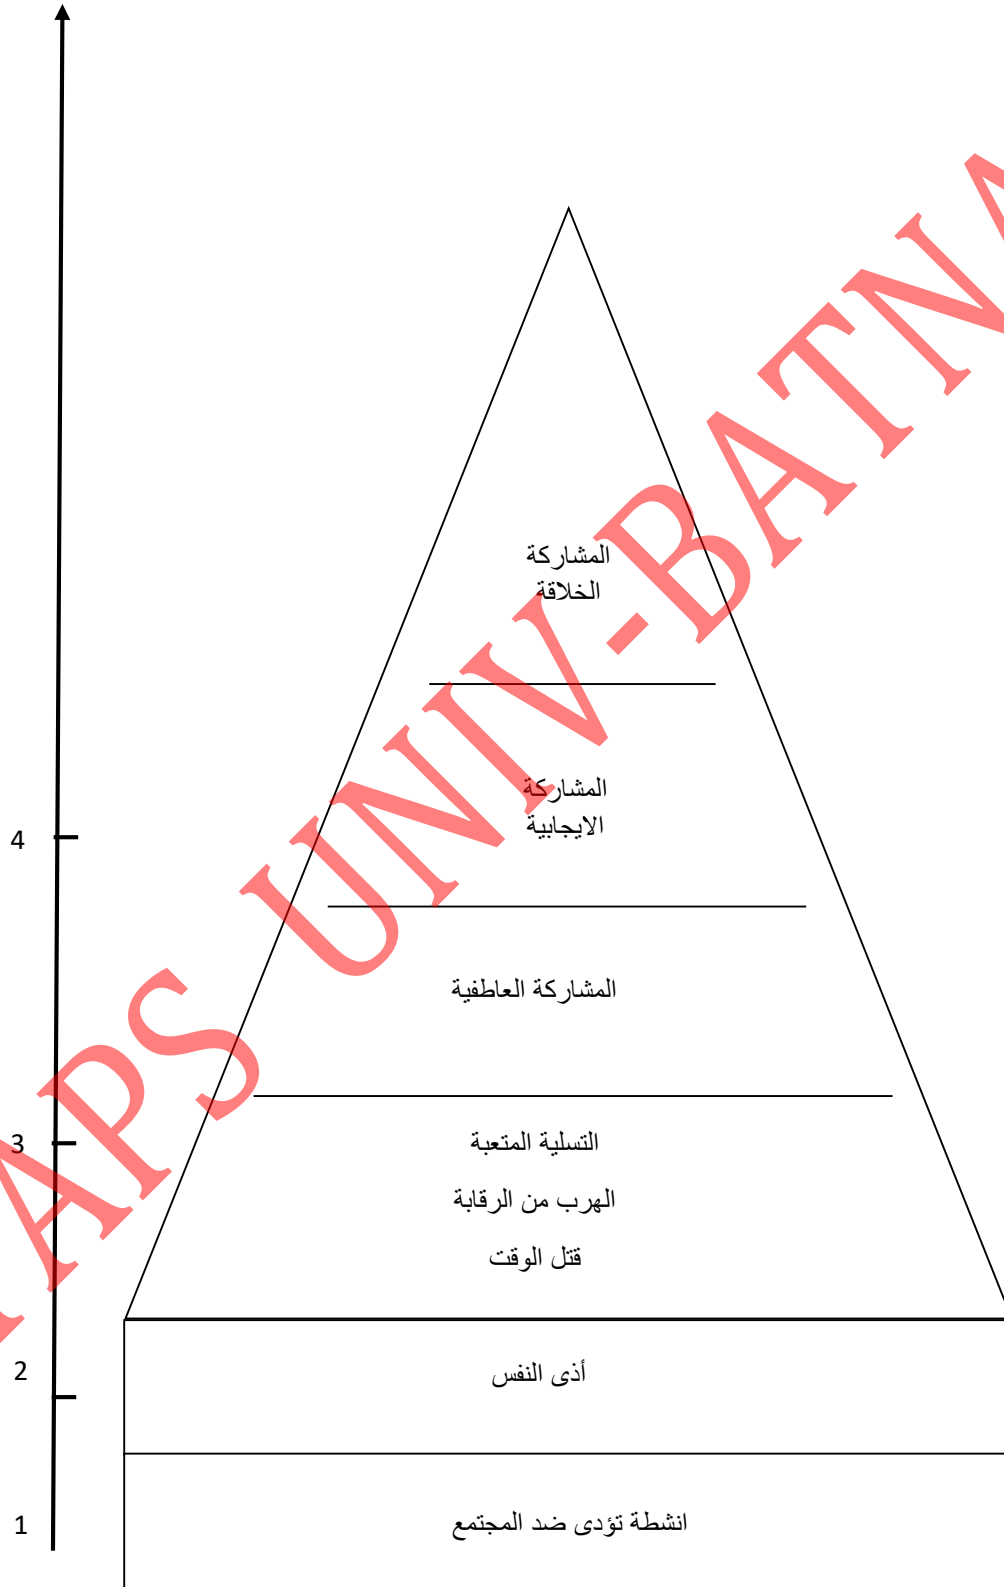 المشاركة
الخلاقة
المشاركة
الايجابية
4
المشاركة العاطفية
3
التسلية المتعبة
الهرب من الرقابة
قتل الوقت
2
أذى النفس
1
انشطة تؤدى ضد المجتمع
APS UNIV-BATNA